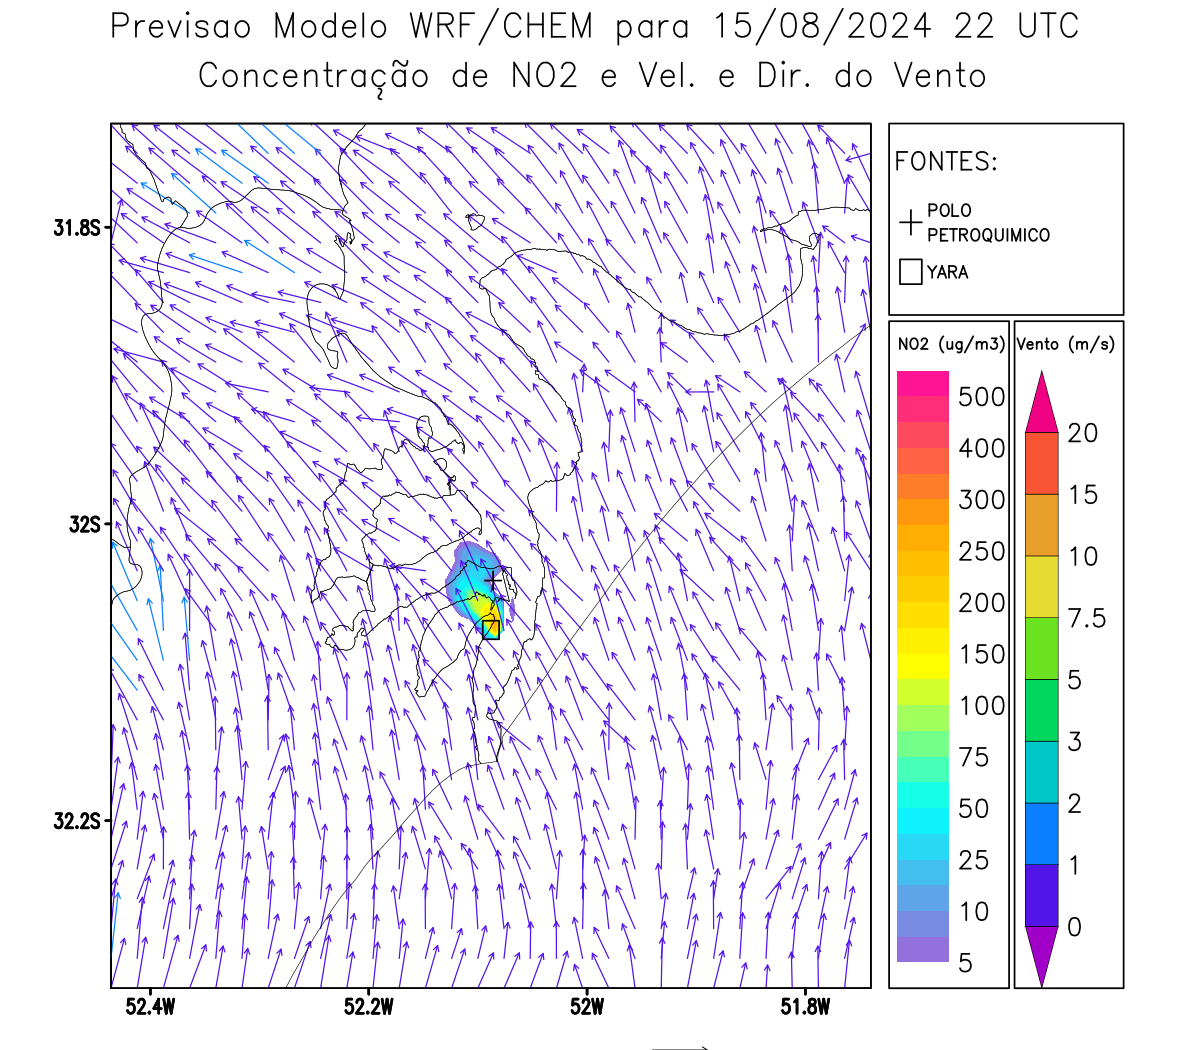 Previsao Modelo WRF/CHEM para 15/08/2024 22 UTC
Concentração de NO2 e Vel. e Dir. do Vento
FONTES:
POLO
PETROQUIMICO
YARA
NO2 (ug/m3)
500
400
300
250
200
150
100
75
50
25
10
5
Vento (m/s)
20
15
10
7.5
5
3
2
1
0
31.8S
32S
32.2S
52.4W
52.2W
52W
51.8W